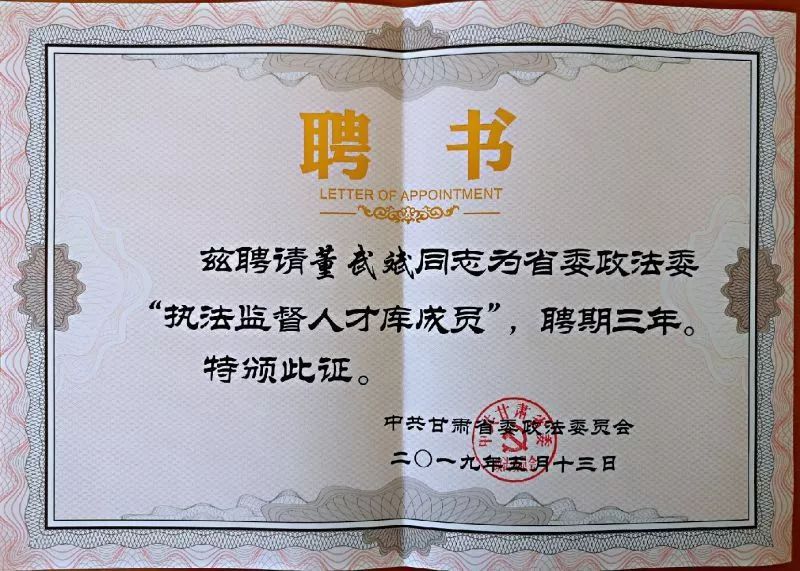 聘 书
LETTER OF APPOINTMENT
兹聘请董武斌同志为省委政法委
“执法监督人才库成员”，聘期三年。
特颁此证。
中共甘肃省委政法委员会
二〇一九年五月十三日